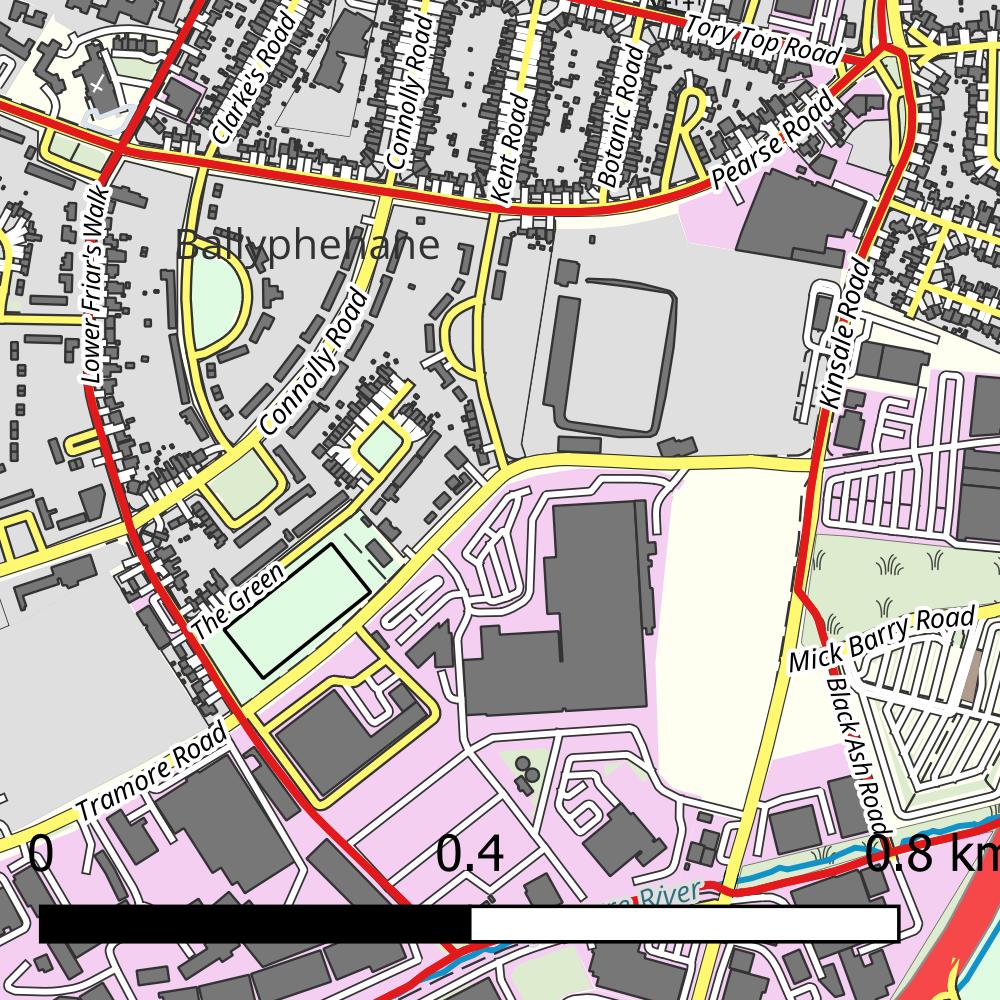 Tory Top Road
Clarke's Road
Connolly Road
Kent Road
Botanic Road
Pearse Road
Ballyphehane
Lower Friar's Walk
Connolly Road
Kinsale Road
The Green
Mick Barry Road
Black Ash Road
Tramore Road
River
0 0.4 0.8 km